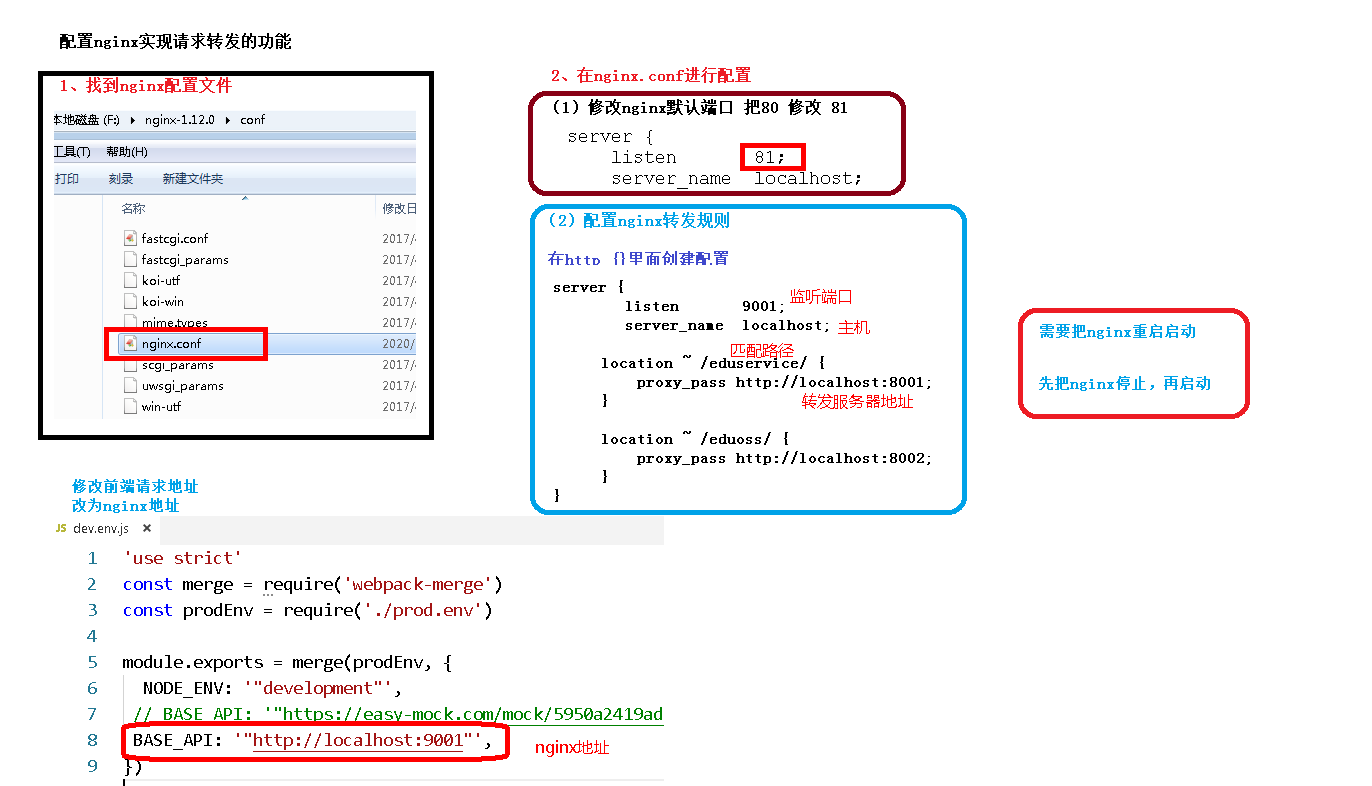 配置nginx实现请求转发的功能
1、找到nginx配置文件
本地磁盘 (F:) ▸ nginx-1.12.0 ▸ conf
工具(T) 帮助(H)
打印 刻录 新建文件夹
名称 修改日
fastcgi.conf 2017/
fastcgi_params 2017/
koi-utf 2017/
koi-win 2017/
mime.types 2017/
nginx.conf 2020/
scgi_params 2017/
uwsgi_params 2017/
win-utf 2017/
2、在nginx.conf进行配置
(1) 修改nginx默认端口 把80 修改 81
server {
listen 81;
server_name localhost;
(2) 配置nginx转发规则
在http {}里面创建配置
server {
listen 9001; 监听端口
server_name localhost; 主机
匹配路径
location ~ /eduservice/ {
proxy_pass http://localhost:8001;
} 转发服务器地址
location ~ /eduoss/ {
proxy_pass http://localhost:8002;
}
}
需要把nginx重启启动
先把nginx停止，再启动
修改前端请求地址
改为nginx地址
JS dev.env.js ×
1 'use strict'
2 const merge = require('webpack-merge')
3 const prodEnv = require('./prod.env')
4
5 module.exports = merge(prodEnv, {
6 NODE_ENV: '"development"',
7 // BASE_API: '"https://easy-mock.com/mock/5950a2419ad
8 BASE_API: '"http://localhost:9001"', nginx地址
9 })